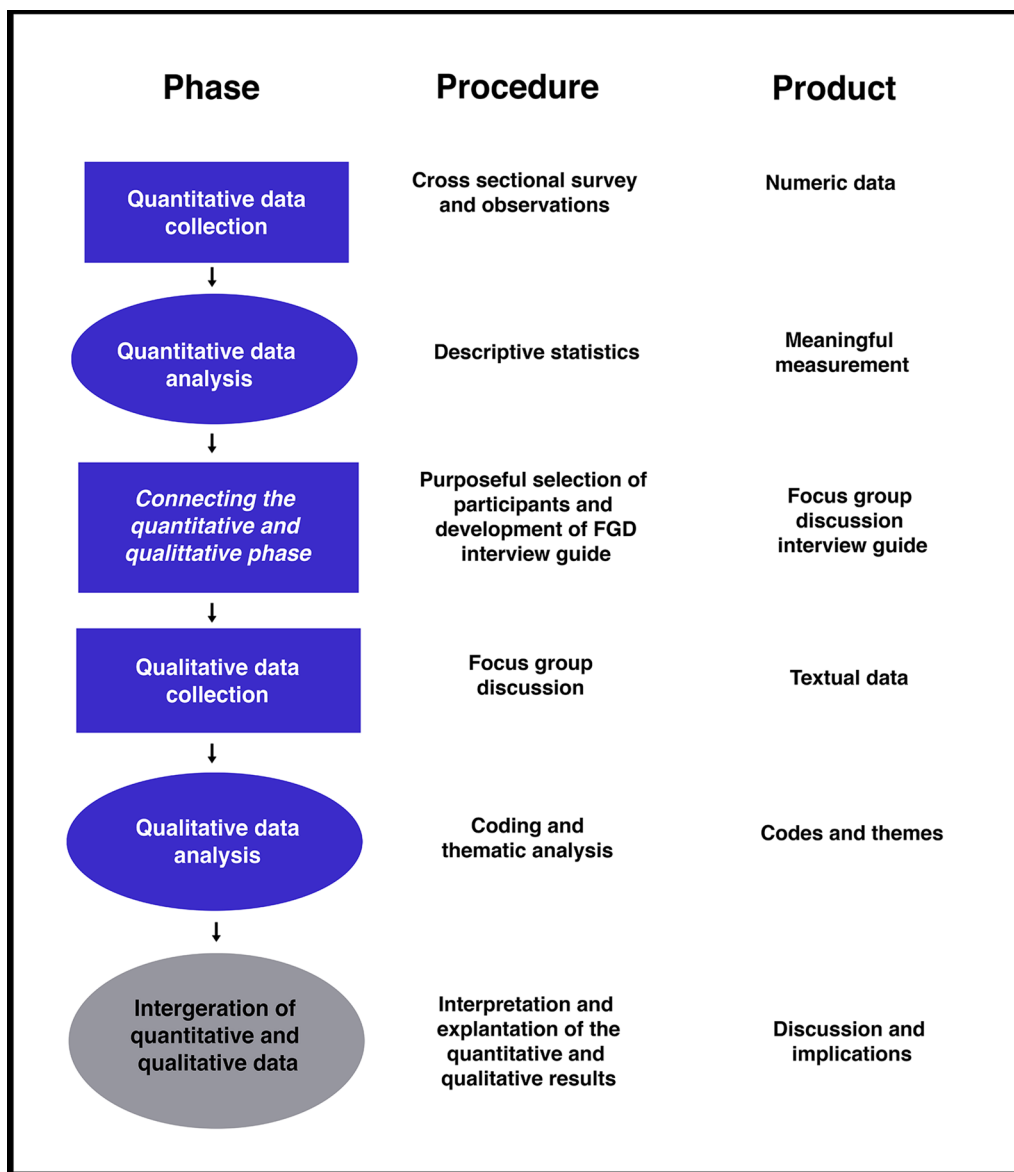 Phase
Procedure
Product
Quantitative data
collection
Cross sectional survey
and observations
Numeric data
Quantitative data
analysis
Descriptive statistics
Meaningful
measurement
Connecting the
quantitative and
qualittative phase
Purposeful selection of
participants and
development of FGD
interview guide
Focus group
discussion
interview guide
Qualitative data
collection
Focus group
discussion
Textual data
Qualitative data
analysis
Coding and
thematic analysis
Codes and themes
Intergeration of
quantitative and
qualitative data
Interpretation and
explantation of the
quantitative and
qualitative results
Discussion and
implications